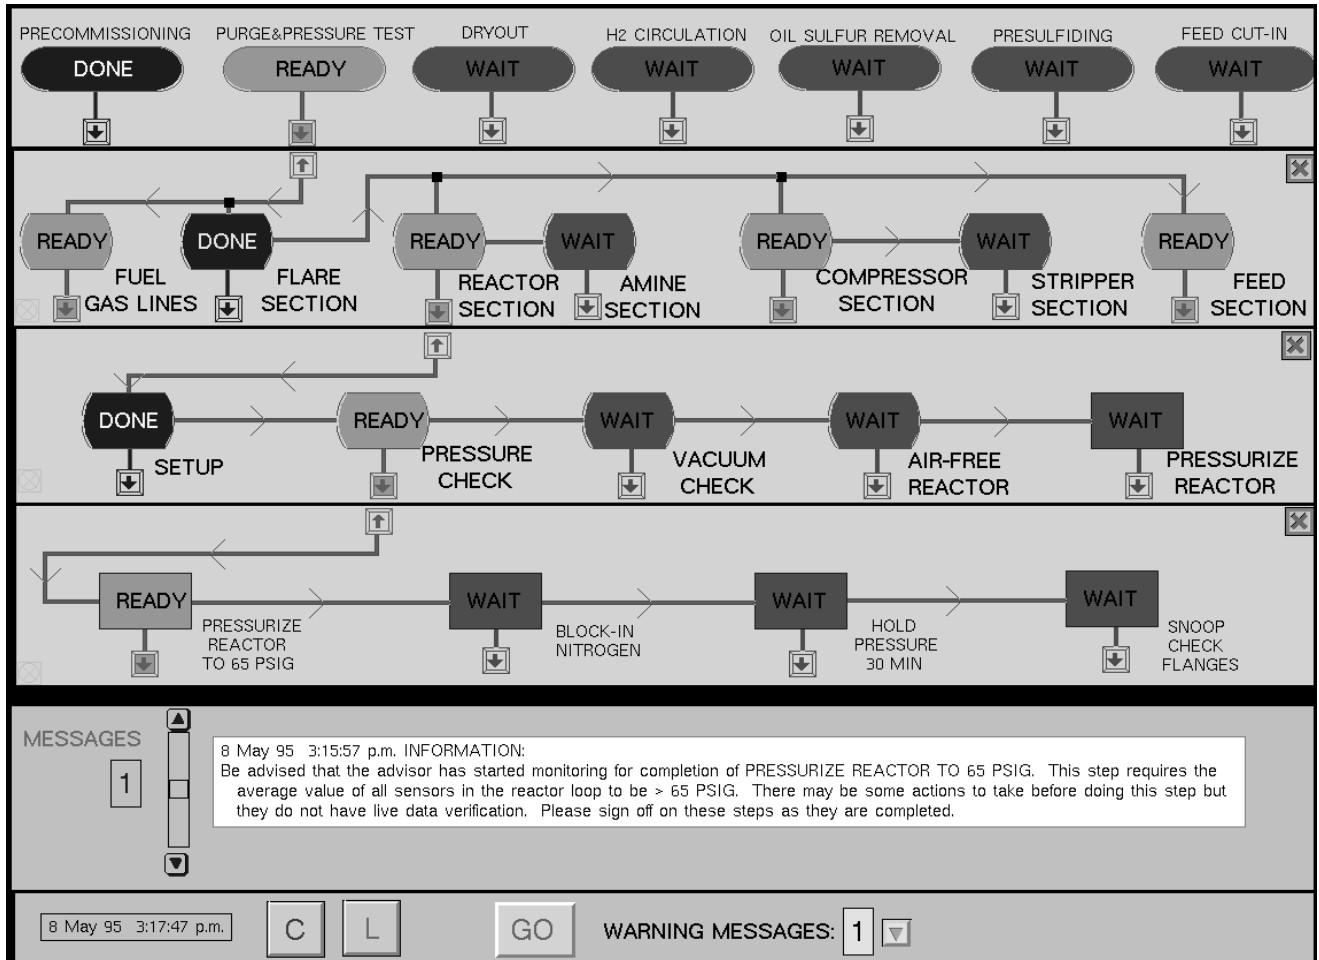 PRECOMMISSIONING PURGE&PRESSURE TEST DRYOUT H2 CIRCULATION OIL SULFUR REMOVAL PRESULFIDING FEED CUT-IN
DONE READY WAIT WAIT WAIT WAIT WAIT
READY DONE READY WAIT READY WAIT READY
FUEL
GAS LINES
FLARE
SECTION
REACTOR
SECTION
AMINE
SECTION
COMPRESSOR
SECTION
STRIPPER
SECTION
FEED
SECTION
DONE READY WAIT WAIT WAIT
SETUP
PRESSURE
CHECK
VACUUM
CHECK
AIR-FREE
REACTOR
PRESSURIZE
REACTOR
READY WAIT WAIT WAIT
PRESSURIZE
REACTOR
TO 65 PSIG
BLOCK-IN
NITROGEN
HOLD
PRESSURE
30 MIN
SNOOP
CHECK
FLANGES
MESSAGES
1
8 May 95 3:15:57 p.m. INFORMATION:
Be advised that the advisor has started monitoring for completion of PRESSURIZE REACTOR TO 65 PSIG. This step requires the
average value of all sensors in the reactor loop to be > 65 PSIG. There may be some actions to take before doing this step but
they do not have live data verification. Please sign off on these steps as they are completed.
8 May 95 3:17:47 p.m. C L GO WARNING MESSAGES: 1